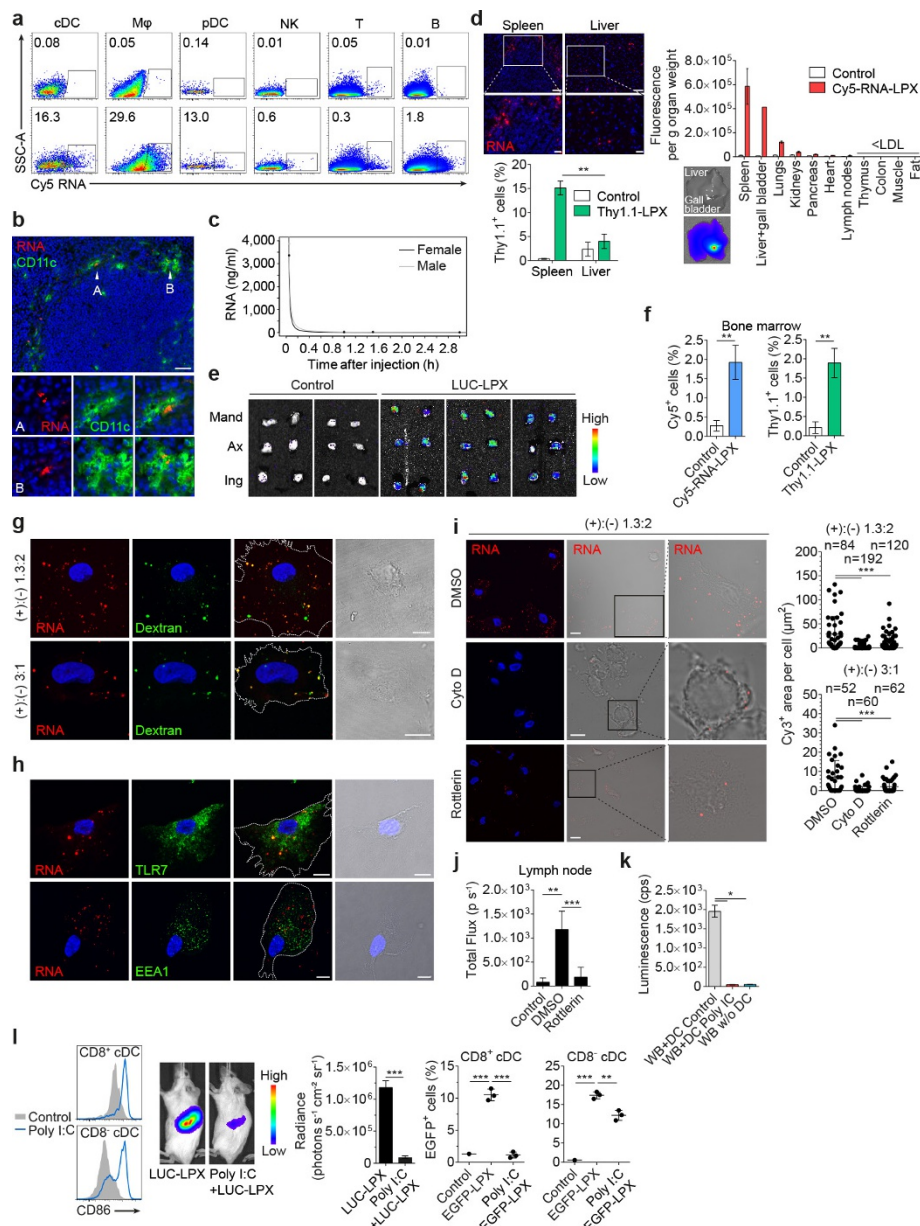 a
cDC Mφ pDC NK T B
0.08 0.05 0.14 0.01 0.05 0.01
16.3 29.6 13.0 0.6 0.3 1.8
SSC-A
Cy5 RNA
b
RNA
CD11c
A B
A RNA CD11c
B
c
RNA (ng/ml)
4,000
3,000
2,000
1,000
0
Female
Male
0 0.4 1.0 1.6 2.2 2.8
Time after injection (h)
d
Spleen Liver
RNA
Thy1.1+ cells (%)
20
15
10
5
0
**
Control
Thy1.1-LPX
Spleen Liver
Fluorescence
per g organ weight
8.0×10⁵
6.0×10⁵
4.0×10⁵
2.0×10⁵
0
Control
Cy5-RNA-LPX
<LDL
Spleen
Liver+gall bladder
Lungs
Kidneys
Pancreas
Heart
Lymph nodes
Thymus
Colon
Muscle
Fat
Liver
Gall
bladder
e
Control LUC-LPX
Mand
Ax
Ing
High
Low
f
Bone marrow
Cy5+ cells (%)
2.5
2.0
1.5
1.0
0.5
0.0
**
Control
Cy5-RNA-LPX
Thy1.1+
cells (%)
2.5
2.0
1.5
1.0
0.5
0.0
**
Control
Thy1.1-LPX
g
(+):(-) 1.3:2
RNA Dextran
(+):(-) 3:1
RNA Dextran
h
RNA TLR7
RNA EEA1
i
(+):(-) 1.3:2
RNA RNA RNA
DMSO
Cyto D
Rottlerin
(+):(-) 1.3:2
n=84 n=120
n=192
***
200
150
100
50
0
(+):(-) 3:1
n=52 n=62
n=60
***
40
30
20
10
0
Cy3+ area per cell (µm²)
DMSO
Cyto D
Rottlerin
j
Lymph node
Total Flux (p s⁻¹)
2.0×10³
1.5×10³
1.0×10³
5.0×10²
0
** ***
Control
DMSO
Rottlerin
k
Luminescence (cps)
2.5×10³
2.0×10³
1.5×10³
1.0×10³
5.0×10²
0
*
WB+DC Control
WB+DC Poly IC
WB w/o DC
l
CD8+ cDC
Control
Poly I:C
CD8- cDC
CD86
High
Low
LUC-LPX Poly I:C
+LUC-LPX
Radiance
(photons s⁻¹ cm⁻² sr⁻¹)
1.5×10⁶
1.0×10⁶
5.0×10⁵
0
***
LUC-LPX
Poly I:C
+LUC-LPX
CD8+ cDC
EGFP+ cells (%)
15
10
5
0
*** ***
Control
EGFP-LPX
Poly I:C
EGFP-LPX
CD8- cDC
25
20
15
10
5
0
*** **
Control
EGFP-LPX
Poly I:C
EGFP-LPX